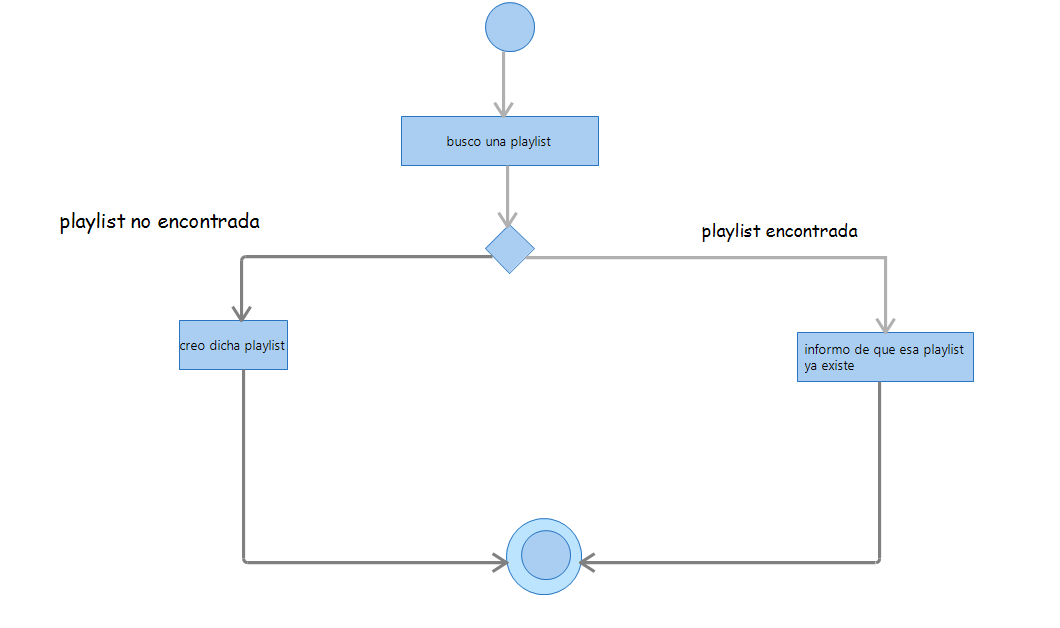 busco una playlist
playlist no encontrada
playlist encontrada
creo dicha playlist
informo de que esa playlist
ya existe